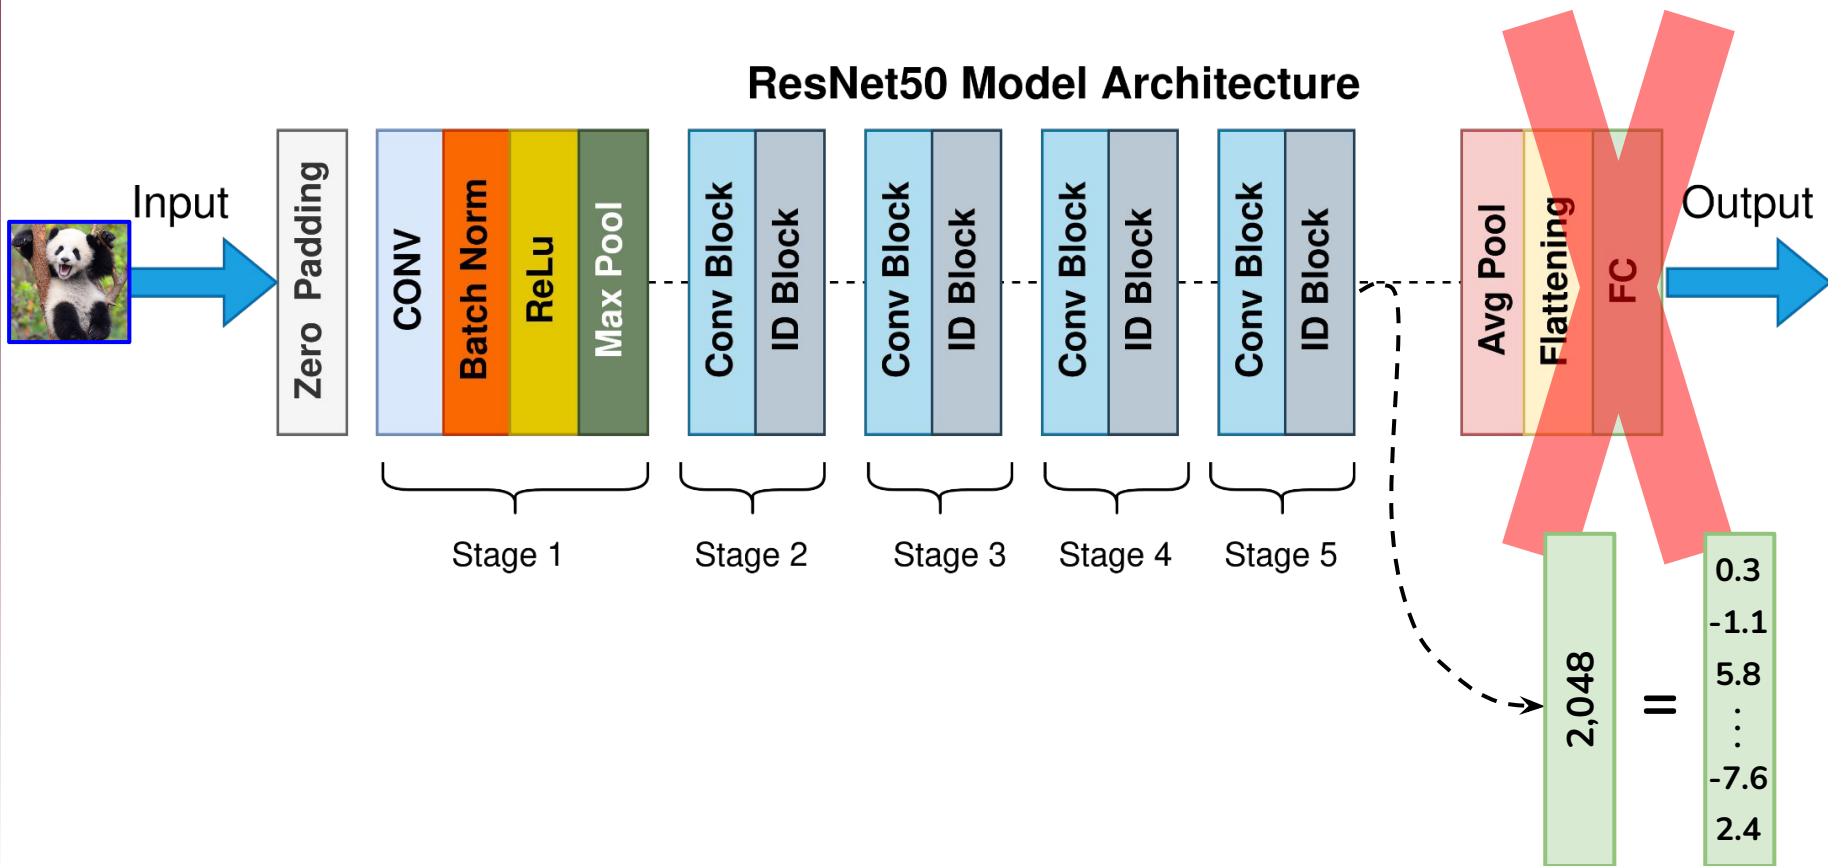 ResNet50 Model Architecture
Input
Zero Padding
CONV
Batch Norm
ReLu
Max Pool
Conv Block
ID Block
Conv Block
ID Block
Conv Block
ID Block
Conv Block
ID Block
Avg Pool
Flattening
FC
Output
Stage 1
Stage 2
Stage 3
Stage 4
Stage 5
2,048
=
0.3
-1.1
5.8
⋮
-7.6
2.4